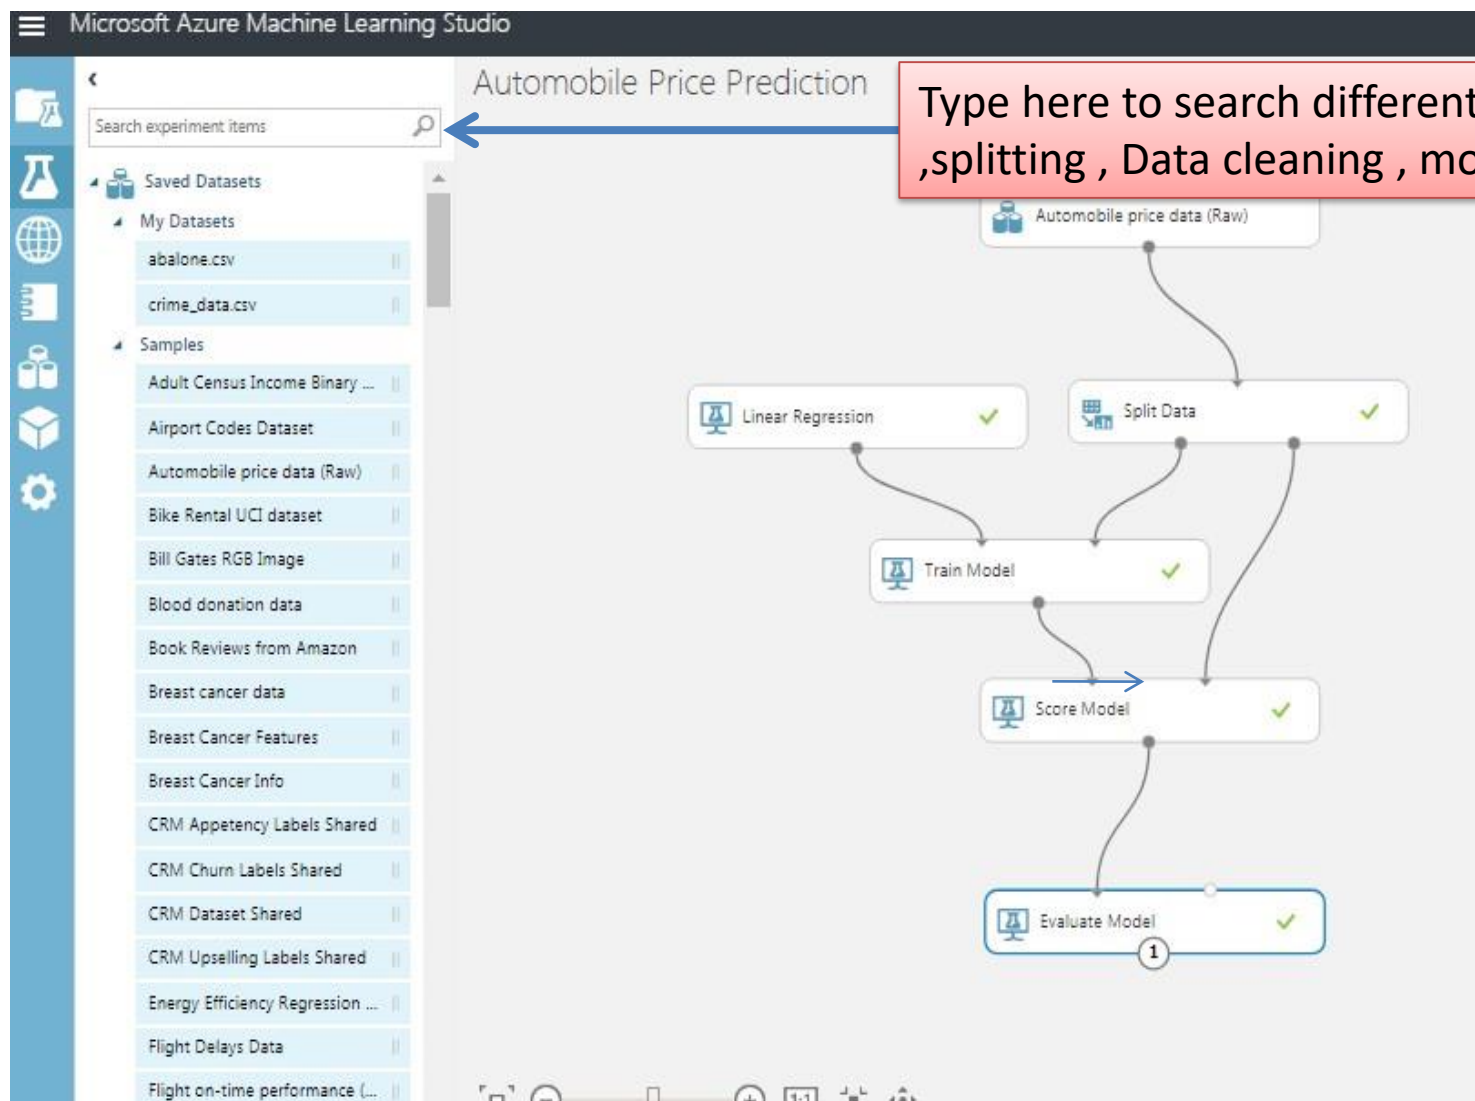 Microsoft Azure Machine Learning Studio
Automobile Price Prediction
Type here to search different
,splitting , Data cleaning , mo
Search experiment items
Saved Datasets
My Datasets
abalone.csv
crime_data.csv
Samples
Adult Census Income Binary ...
Airport Codes Dataset
Automobile price data (Raw)
Bike Rental UCI dataset
Bill Gates RGB Image
Blood donation data
Book Reviews from Amazon
Breast cancer data
Breast Cancer Features
Breast Cancer Info
CRM Appetency Labels Shared
CRM Churn Labels Shared
CRM Dataset Shared
CRM Upselling Labels Shared
Energy Efficiency Regression ...
Flight Delays Data
Flight on-time performance (...
Automobile price data (Raw)
Linear Regression
Split Data
Train Model
Score Model
Evaluate Model
1
1:1